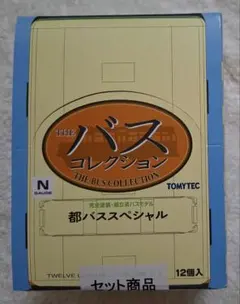 THE
バス
コレクション
THE BUS COLLECTION
N
TOMYTEC
都バススペシャル
TWELVE
12個入
セット商品